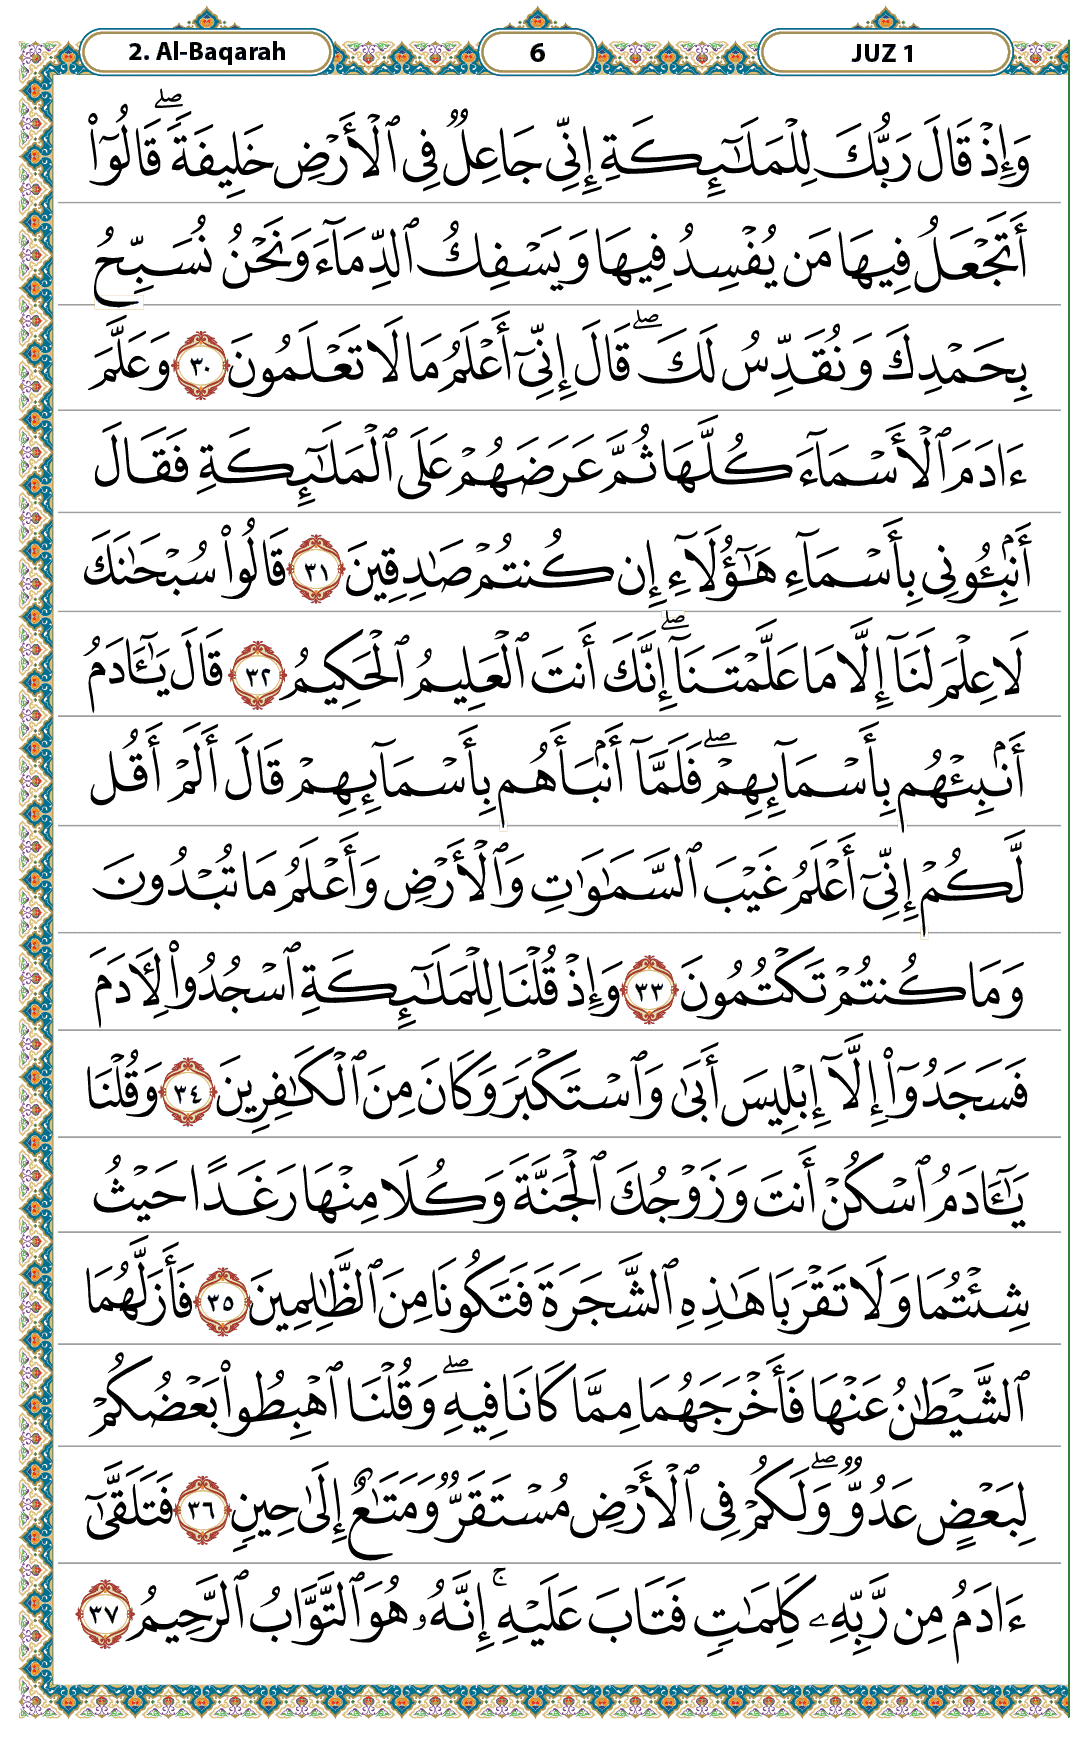 2. Al-Baqarah 6 JUZ 1
وَإِذْ قَالَ رَبُّكَ لِلْمَلَٰٓئِكَةِ إِنِّى جَاعِلٌ فِى ٱلْأَرْضِ خَلِيفَةً ۖ قَالُوٓا۟
أَتَجْعَلُ فِيهَا مَن يُفْسِدُ فِيهَا وَيَسْفِكُ ٱلدِّمَآءَ وَنَحْنُ نُسَبِّحُ
بِحَمْدِكَ وَنُقَدِّسُ لَكَ ۖ قَالَ إِنِّىٓ أَعْلَمُ مَا لَا تَعْلَمُونَ ٣٠ وَعَلَّمَ
ءَادَمَ ٱلْأَسْمَآءَ كُلَّهَا ثُمَّ عَرَضَهُمْ عَلَى ٱلْمَلَٰٓئِكَةِ فَقَالَ
أَنۢبِـُٔونِى بِأَسْمَآءِ هَٰٓؤُلَآءِ إِن كُنتُمْ صَٰدِقِينَ ٣١ قَالُوا۟ سُبْحَٰنَكَ
لَا عِلْمَ لَنَآ إِلَّا مَا عَلَّمْتَنَآ ۖ إِنَّكَ أَنتَ ٱلْعَلِيمُ ٱلْحَكِيمُ ٣٢ قَالَ يَٰٓـَٔادَمُ
أَنۢبِئْهُم بِأَسْمَآئِهِمْ ۖ فَلَمَّآ أَنۢبَأَهُم بِأَسْمَآئِهِمْ قَالَ أَلَمْ أَقُل
لَّكُمْ إِنِّىٓ أَعْلَمُ غَيْبَ ٱلسَّمَٰوَٰتِ وَٱلْأَرْضِ وَأَعْلَمُ مَا تُبْدُونَ
وَمَا كُنتُمْ تَكْتُمُونَ ٣٣ وَإِذْ قُلْنَا لِلْمَلَٰٓئِكَةِ ٱسْجُدُوا۟ لِـَٔادَمَ
فَسَجَدُوٓا۟ إِلَّآ إِبْلِيسَ أَبَىٰ وَٱسْتَكْبَرَ وَكَانَ مِنَ ٱلْكَٰفِرِينَ ٣٤ وَقُلْنَا
يَٰٓـَٔادَمُ ٱسْكُنْ أَنتَ وَزَوْجُكَ ٱلْجَنَّةَ وَكُلَا مِنْهَا رَغَدًا حَيْثُ
شِئْتُمَا وَلَا تَقْرَبَا هَٰذِهِ ٱلشَّجَرَةَ فَتَكُونَا مِنَ ٱلظَّٰلِمِينَ ٣٥ فَأَزَلَّهُمَا
ٱلشَّيْطَٰنُ عَنْهَا فَأَخْرَجَهُمَا مِمَّا كَانَا فِيهِ ۖ وَقُلْنَا ٱهْبِطُوا۟ بَعْضُكُمْ
لِبَعْضٍ عَدُوٌّ ۖ وَلَكُمْ فِى ٱلْأَرْضِ مُسْتَقَرٌّ وَمَتَٰعٌ إِلَىٰ حِينٍ ٣٦ فَتَلَقَّىٰٓ
ءَادَمُ مِن رَّبِّهِۦ كَلِمَٰتٍ فَتَابَ عَلَيْهِ ۚ إِنَّهُۥ هُوَ ٱلتَّوَّابُ ٱلرَّحِيمُ ٣٧